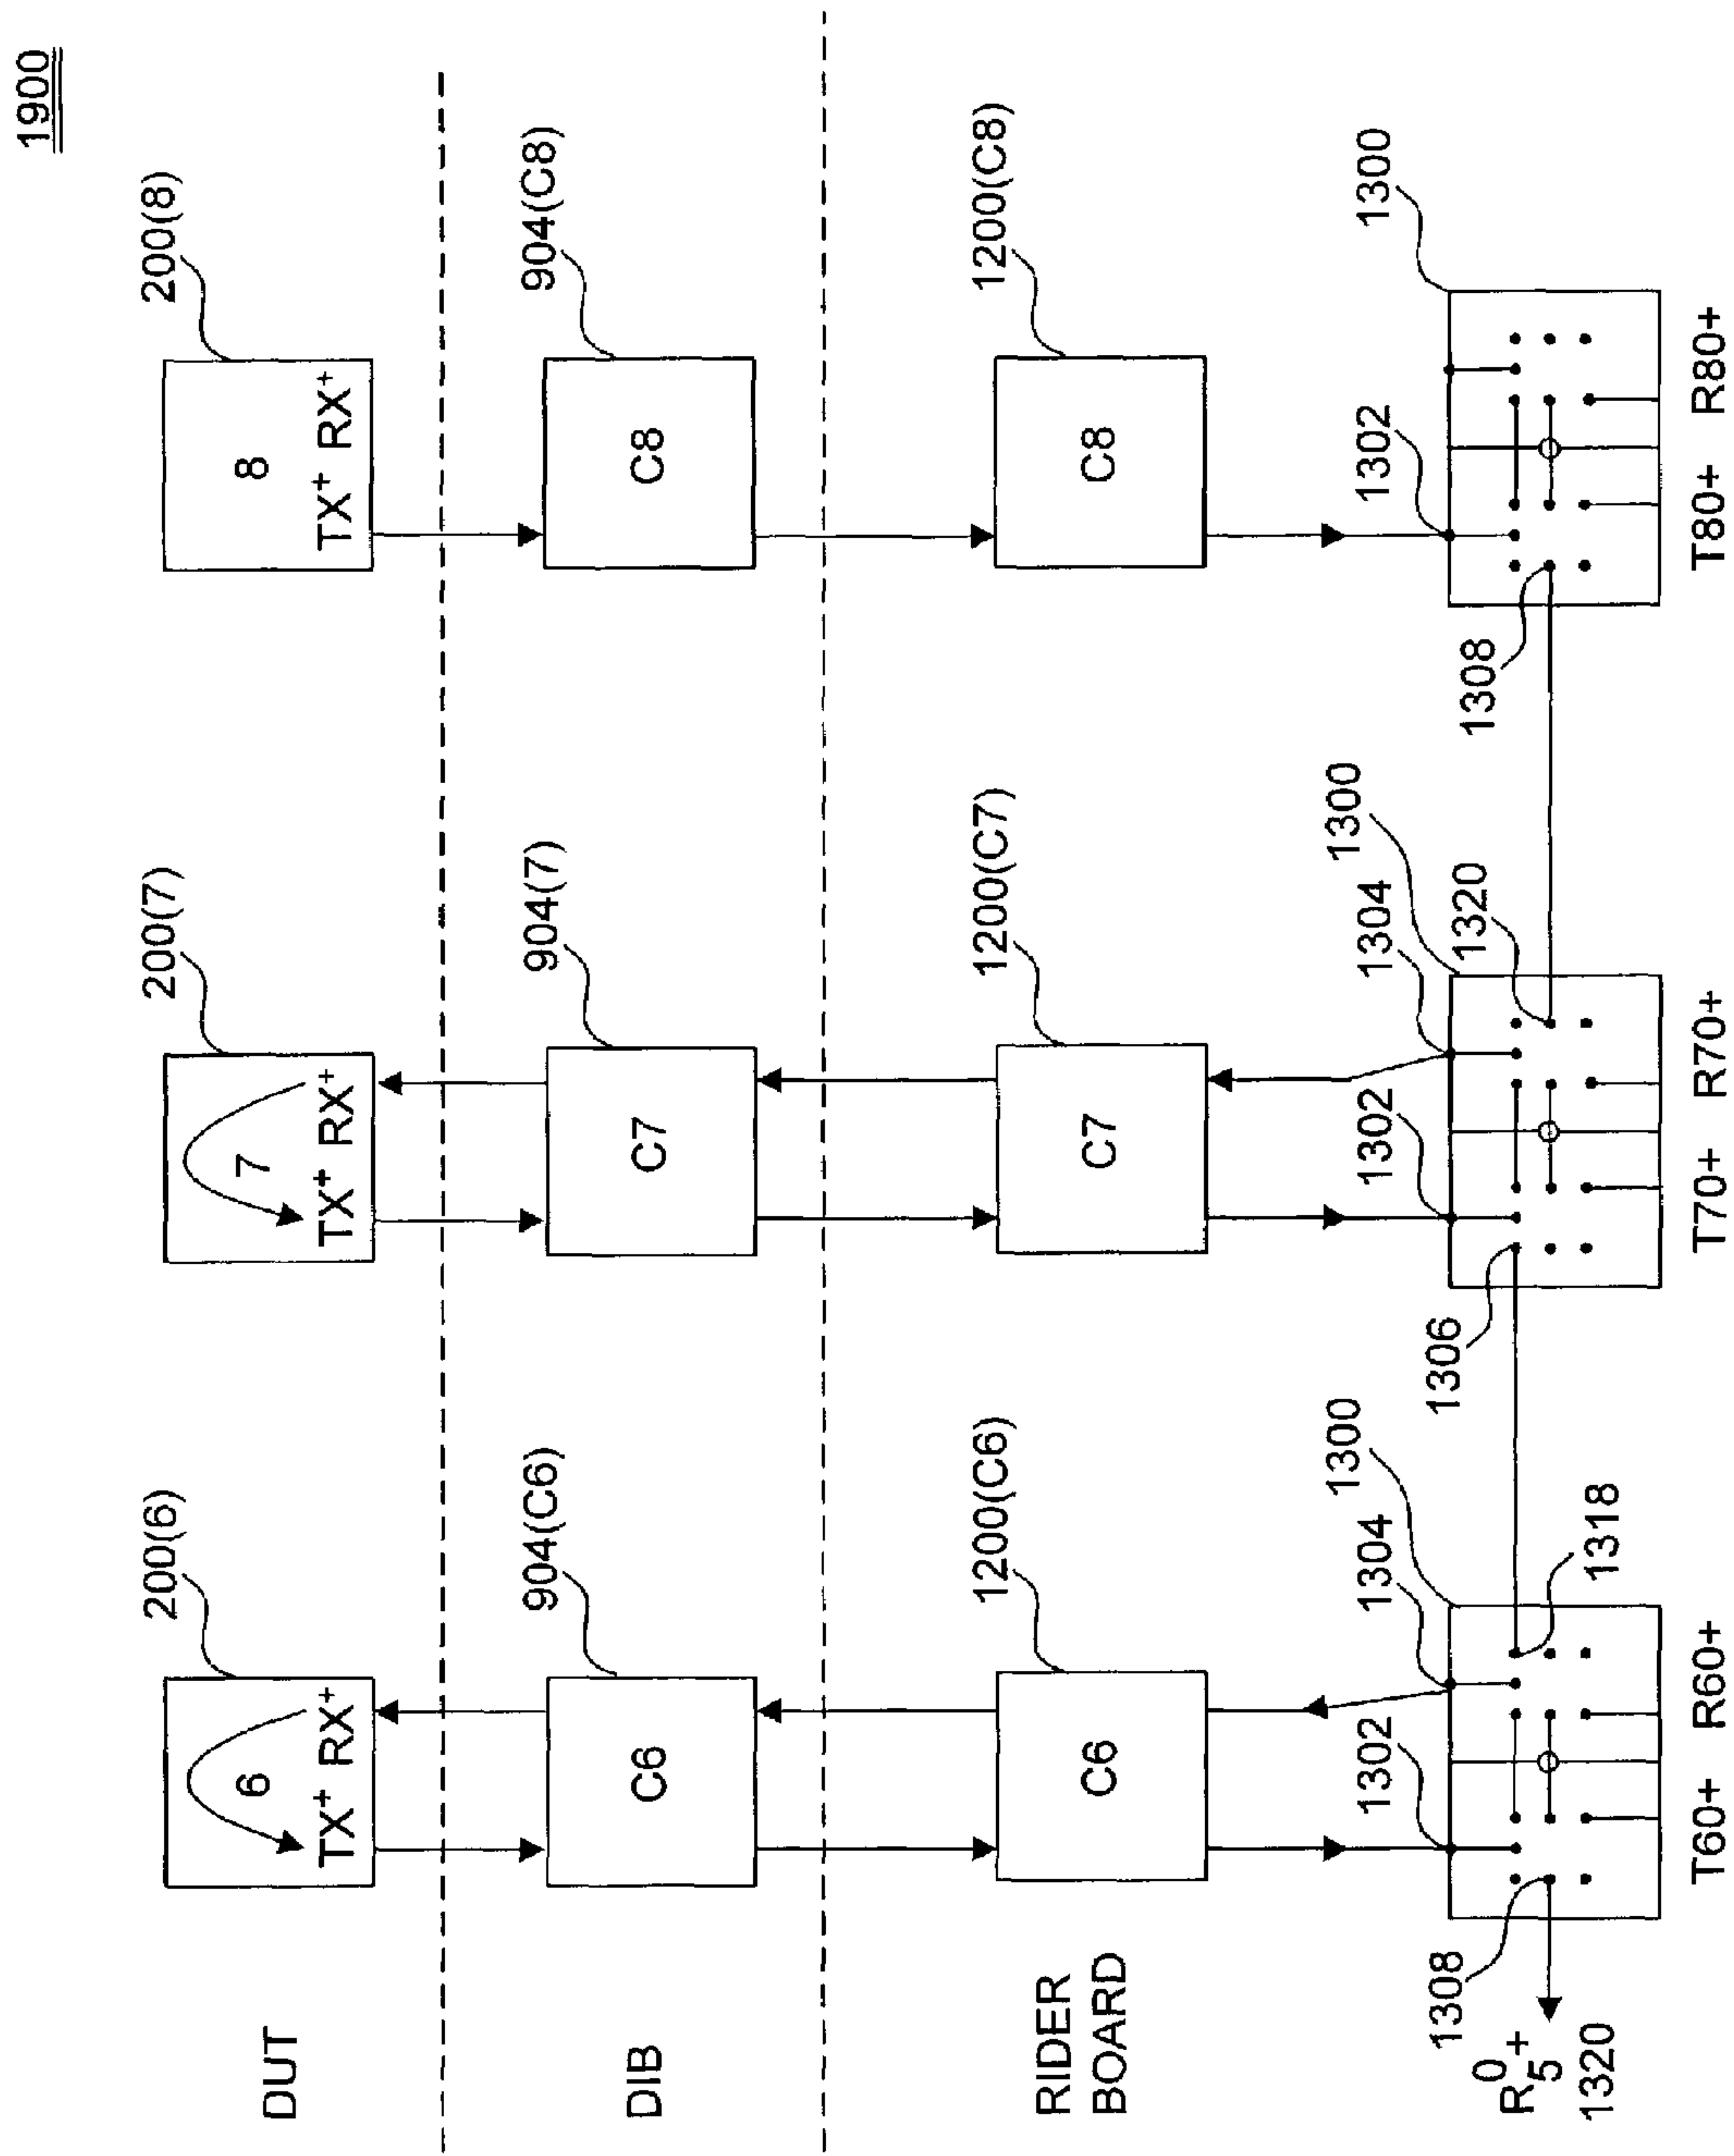 1900
DUT
200(6)
200(7)
200(8)
6
TX+ RX+
7
TX+ RX+
8
TX+ RX+
DIB
904(C6)
904(7)
904(C8)
C6
C7
C8
RIDER
BOARD
1200(C6)
1200(C7)
1200(C8)
C6
C7
C8
1302
1304
1300
1302
1304
1300
1302
1300
1308
1318
1306
1320
1308
R05+
1320
T60+ R60+
T70+ R70+
T80+ R80+